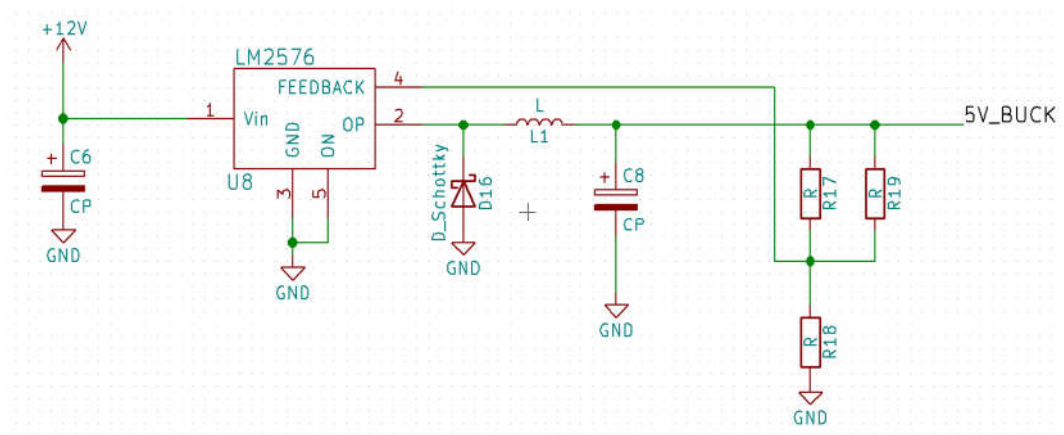 +12V
LM2576
FEEDBACK
4
1
Vin
OP
2
GND
ON
3
5
U8
+
C6
CP
GND
GND
L
L1
D_Schottky
D16
GND
+
C8
CP
GND
5V_BUCK
R
R17
R
R19
R
R18
GND